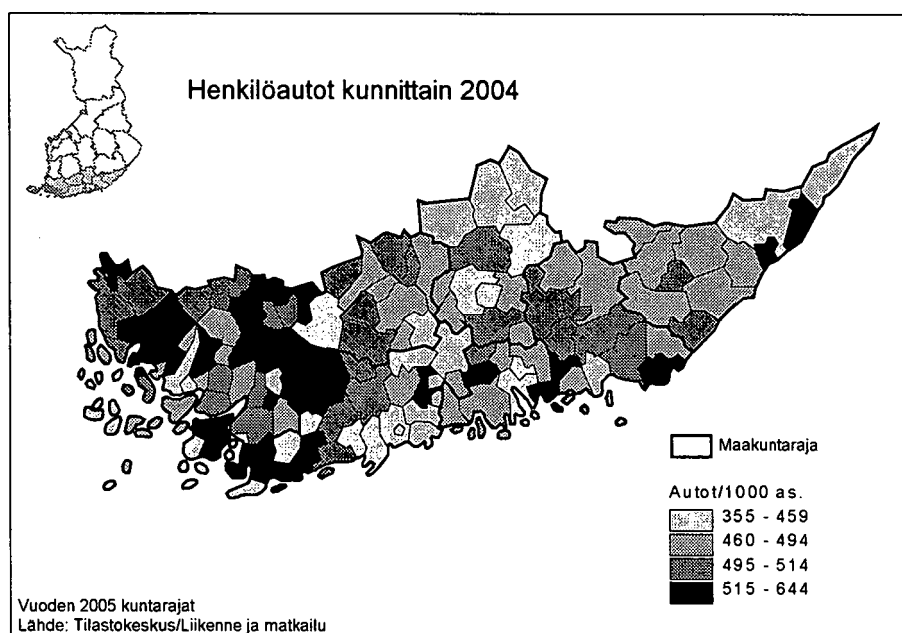 Henkilöautot kunnittain 2004
Maakuntaraja
Autot/1000 as.
355 - 459
460 - 494
495 - 514
515 - 644
Vuoden 2005 kuntarajat
Lähde: Tilastokeskus/Liikenne ja matkailu